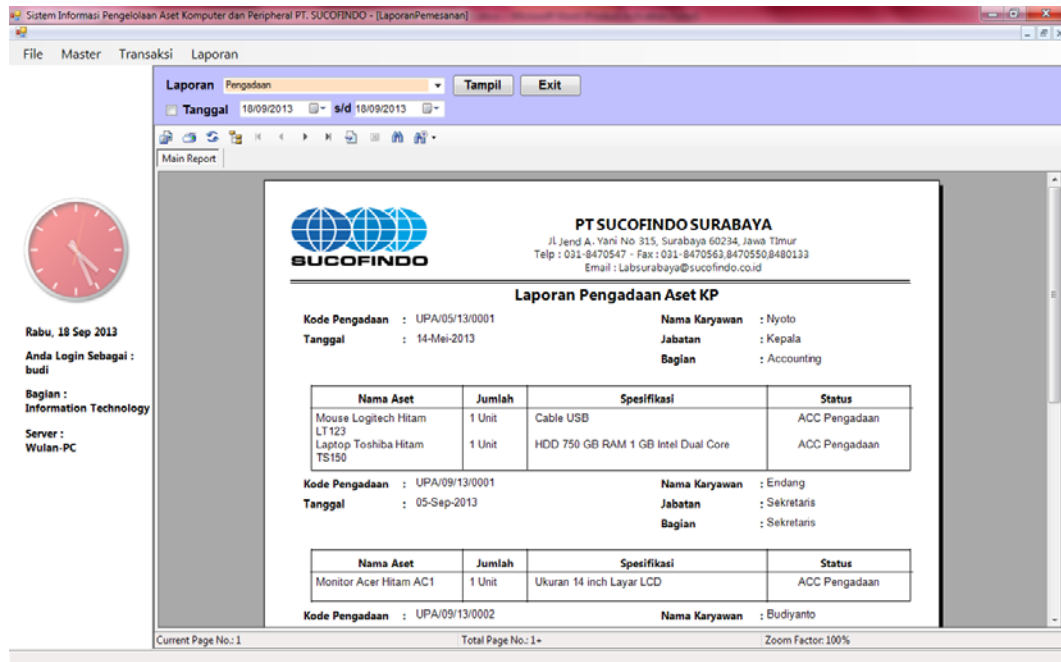 Sistem Informasi Pengelolaan Aset Komputer dan Peripheral PT. SUCOFINDO - [LaporanPemesanan]
File Master Transaksi Laporan
Laporan Pengadaan Tampil Exit
Tanggal 18/09/2013 s/d 18/09/2013
Main Report
Rabu, 18 Sep 2013
Anda Login Sebagai :
budi
Bagian :
Information Technology
Server :
Wulan-PC
SUCOFINDO
PT SUCOFINDO SURABAYA
Jl. Jend A. Yani No 315, Surabaya 60234, Jawa TImur
Telp : 031-8470547 - Fax : 031-8470563,8470550,8480133
Email : Labsurabaya@sucofindo.co.id
Laporan Pengadaan Aset KP
Kode Pengadaan : UPA/05/13/0001 Nama Karyawan : Nyoto
Tanggal : 14-Mei-2013 Jabatan : Kepala
Bagian : Accounting
Nama Aset Jumlah Spesifikasi Status
Mouse Logitech Hitam 1 Unit Cable USB ACC Pengadaan
LT123
Laptop Toshiba Hitam 1 Unit HDD 750 GB RAM 1 GB Intel Dual Core ACC Pengadaan
TS150
Kode Pengadaan : UPA/09/13/0001 Nama Karyawan : Endang
Tanggal : 05-Sep-2013 Jabatan : Sekretaris
Bagian : Sekretaris
Nama Aset Jumlah Spesifikasi Status
Monitor Acer Hitam AC1 1 Unit Ukuran 14 inch Layar LCD ACC Pengadaan
Kode Pengadaan : UPA/09/13/0002 Nama Karyawan : Budiyanto
Current Page No.: 1 Total Page No.: 1+ Zoom Factor: 100%